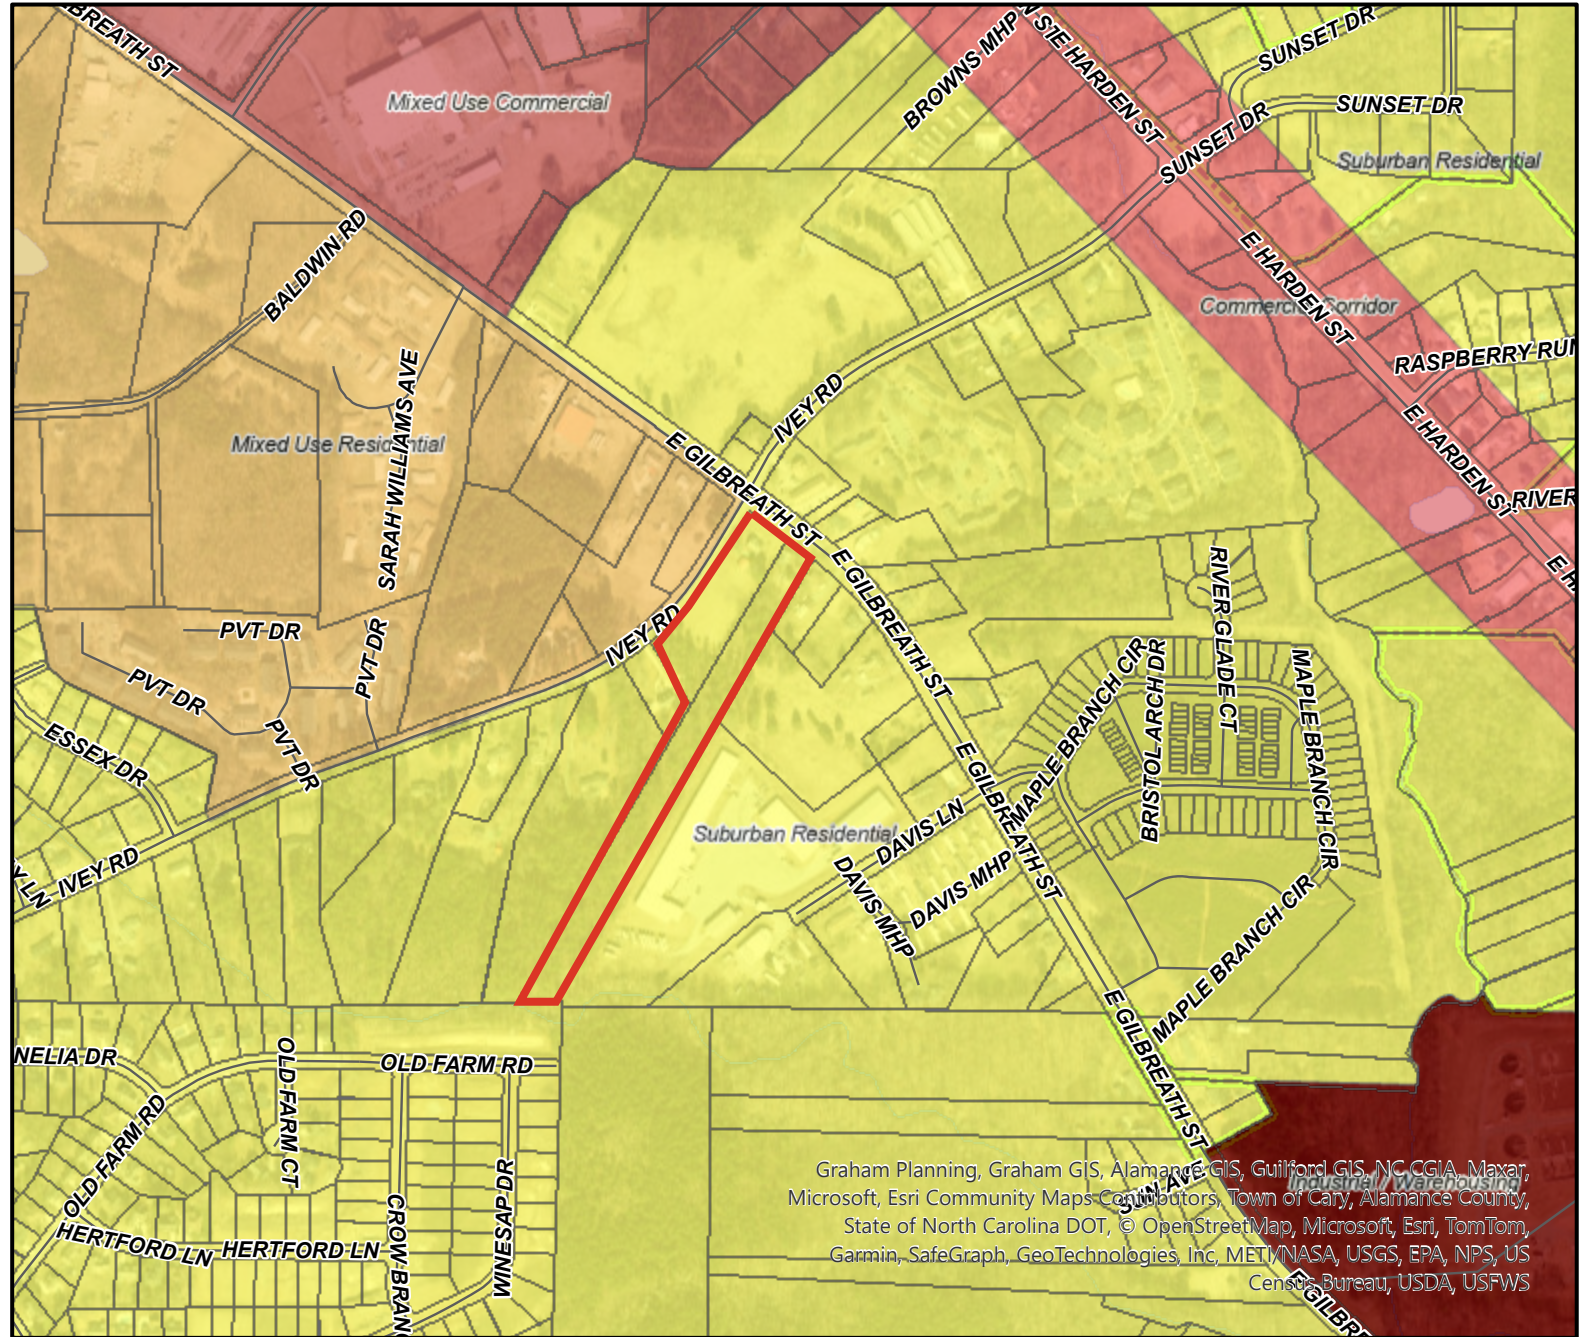 BREATH ST
Mixed Use Commercial
BROWNS MHP
E HARDEN ST
SUNSET DR
SUNSET DR
SUNSET DR
Suburban Residential
BALDWIN RD
E HARDEN ST
Commercial Corridor
RASPBERRY RUN
SARAH WILLIAMS AVE
Mixed Use Residential
IVEY RD
E GILBREATH ST
E HARDEN ST
RIVER
E GILBREATH ST
RIVER GLADE CT
E H
IVEY RD
PVT DR
PVT DR
PVT DR
PVT DR
ESSEX DR
BRISTOL ARCH DR
MAPLE BRANCH CIR
MAPLE BRANCH CIR
E GILBREATH ST
Suburban Residential
DAVIS LN
DAVIS MHP
DAVIS MHP
IVEY RD
Y LN
MAPLE BRANCH CIR
E GILBREATH ST
NELIA DR
OLD FARM RD
OLD FARM CT
OLD FARM RD
HERTFORD LN
HERTFORD LN
CROW BRAN
WINESAP DR
SUN AVE
Industrial / Warehousing
E GILBRE
Graham Planning, Graham GIS, Alamance GIS, Guilford GIS, NC CGIA, Maxar,
Microsoft, Esri Community Maps Contributors, Town of Cary, Alamance County,
State of North Carolina DOT, © OpenStreetMap, Microsoft, Esri, TomTom,
Garmin, SafeGraph, GeoTechnologies, Inc, METI/NASA, USGS, EPA, NPS, US
Census Bureau, USDA, USFWS